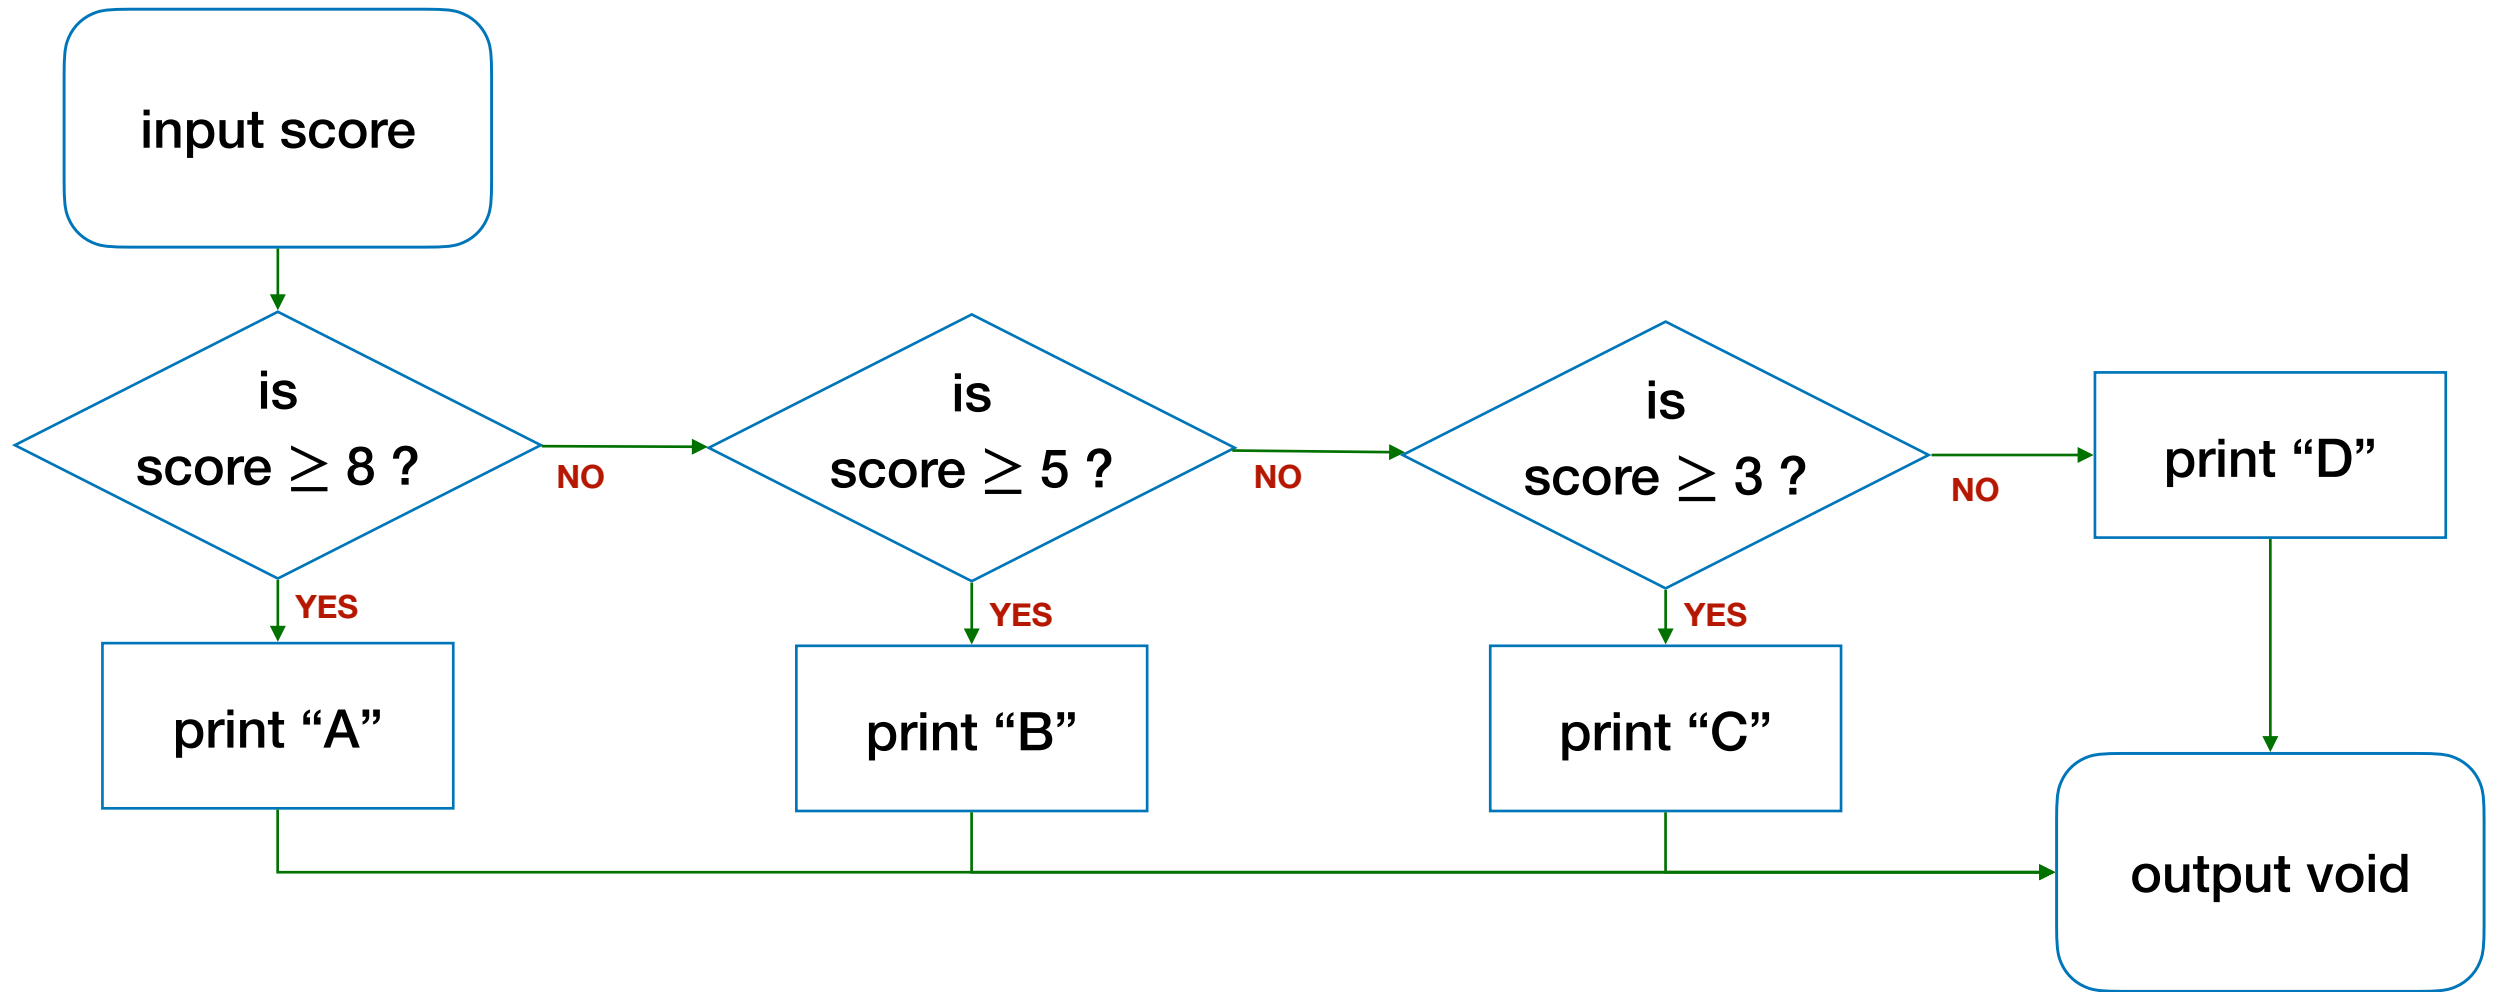 input score
is
score ≥ 8 ?
NO
is
score ≥ 5 ?
NO
is
score ≥ 3 ?
NO
print “D”
YES
YES
YES
print “A”
print “B”
print “C”
output void